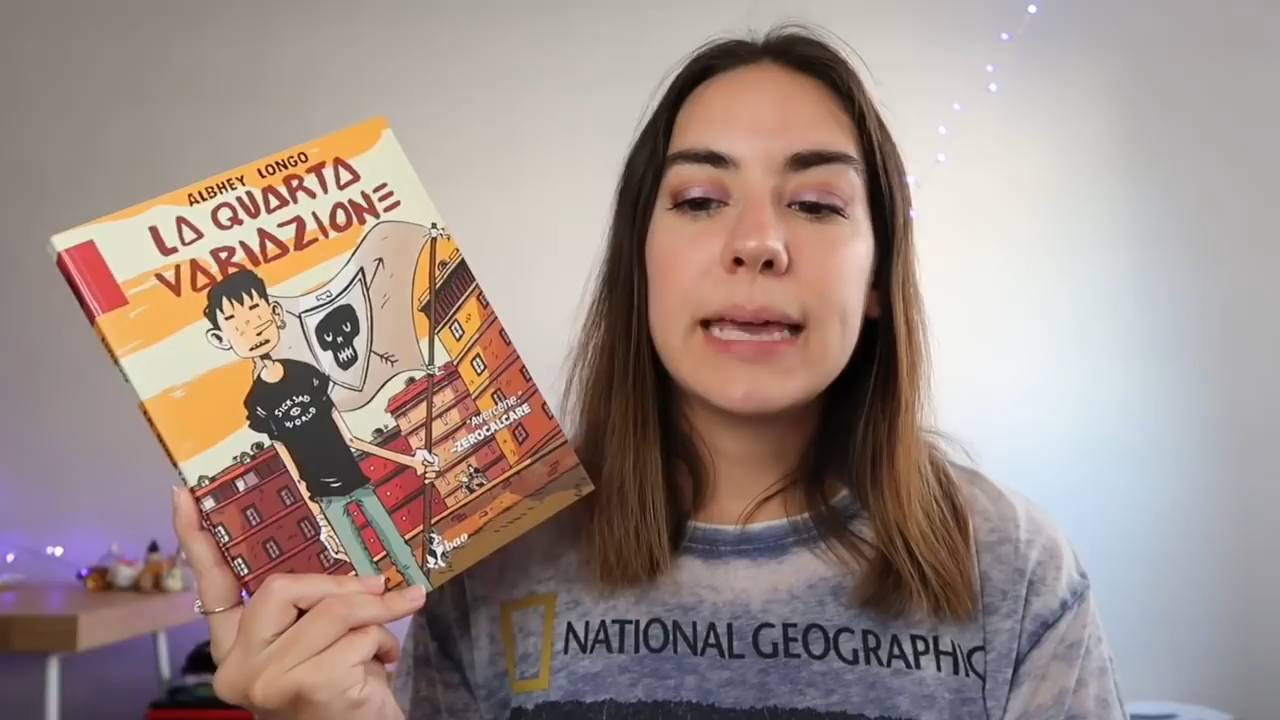 ALBHEY LONGO
LA QUARTA
VARIAZIONE
SICK SAD
WORLD
"Avercene."
-ZEROCALCARE
bao
NATIONAL GEOGRAPHIC